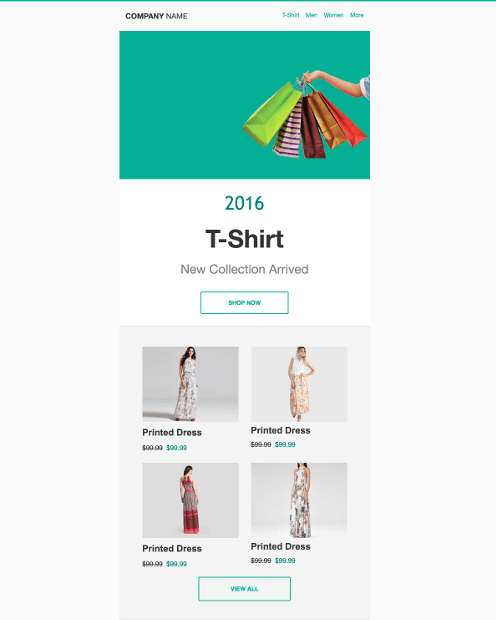 COMPANY NAME
T-Shirt Men Women More
2016
T-Shirt
New Collection Arrived
SHOP NOW
Printed Dress
$99.99 $99.99
Printed Dress
$99.99 $99.99
Printed Dress
$99.99 $99.99
Printed Dress
$99.99 $99.99
VIEW ALL